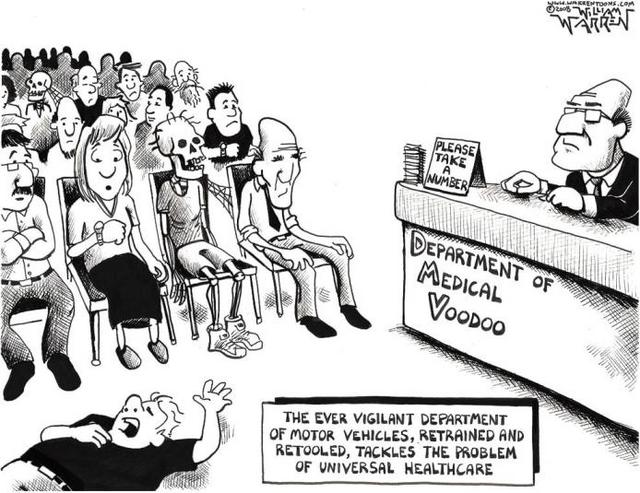 WWW.WARRENTOONS.COM
©2008 WILLIAM
WARREN
PLEASE
TAKE
A
NUMBER
DEPARTMENT OF
MEDICAL
VOODOO
THE EVER VIGILANT DEPARTMENT
OF MOTOR VEHICLES, RETRAINED AND
RETOOLED, TACKLES THE PROBLEM
OF UNIVERSAL HEALTHCARE